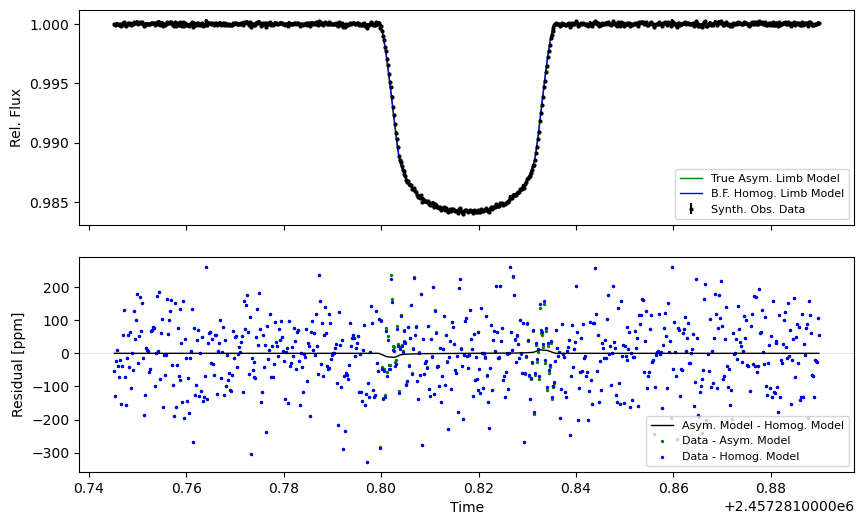 1.000
0.995
0.990
0.985
Rel. Flux
True Asym. Limb Model
B.F. Homog. Limb Model
Synth. Obs. Data
200
100
0
−100
−200
−300
Residual [ppm]
Asym. Model - Homog. Model
Data - Asym. Model
Data - Homog. Model
0.74 0.76 0.78 0.80 0.82 0.84 0.86 0.88
Time
+2.4572810000e6